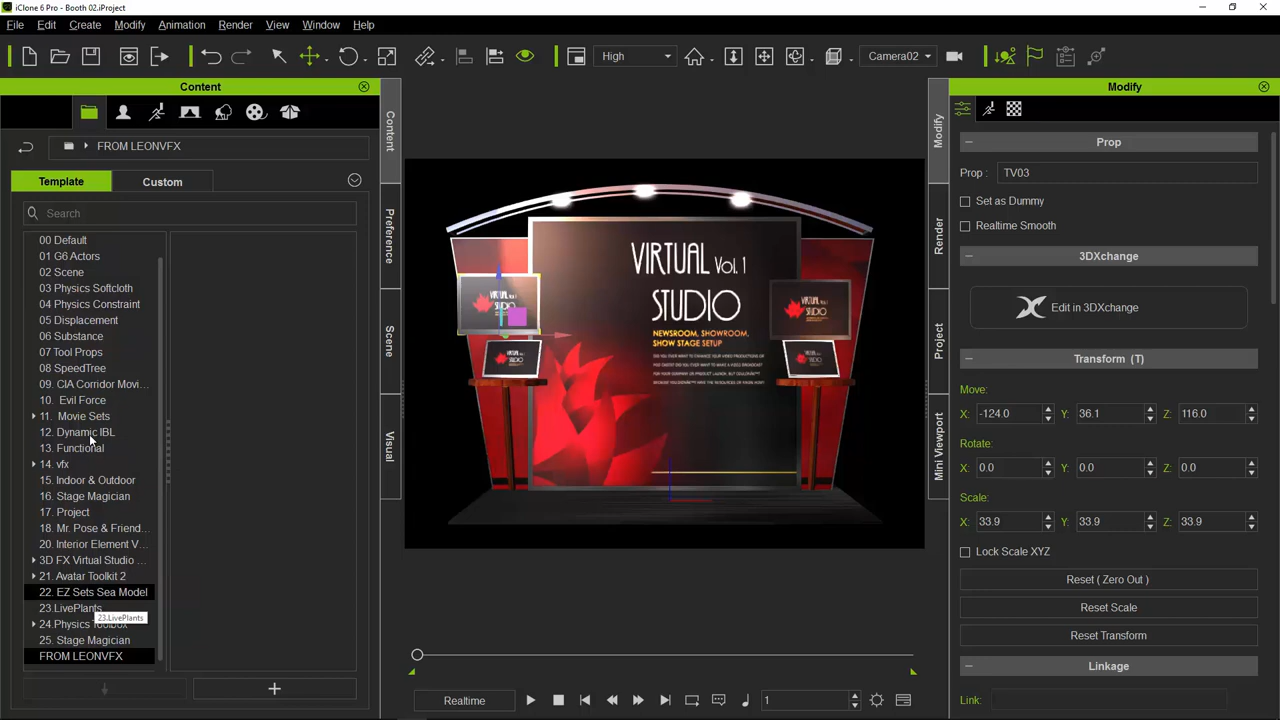 iClone 6 Pro - Booth 02.iProject
File Edit Create Modify Animation Render View Window Help
High
Camera02
Content
FROM LEONVFX
Template Custom
Search
00 Default
01 G6 Actors
02 Scene
03 Physics Softcloth
04 Physics Constraint
05 Displacement
06 Substance
07 Tool Props
08 SpeedTree
09. CIA Corridor Movi...
10. Evil Force
11. Movie Sets
12. Dynamic IBL
13. Functional
14. vfx
15. Indoor & Outdoor
16. Stage Magician
17. Project
18. Mr. Pose & Friend...
20. Interior Element V...
3D FX Virtual Studio ...
21. Avatar Toolkit 2
22. EZ Sets Sea Model
23.LivePlants
23.LivePlants
24.Physics Toolbox
25. Stage Magician
FROM LEONVFX
Content
Preference
Scene
Visual
VIRTUAL Vol. 1
STUDIO
NEWSROOM, SHOWROOM,
SHOW STAGE SETUP
Realtime
1
Modify
Render
Project
Mini Viewport
Modify
Prop
Prop : TV03
Set as Dummy
Realtime Smooth
3DXchange
Edit in 3DXchange
Transform (T)
Move:
X: -124.0 Y: 36.1 Z: 116.0
Rotate:
X: 0.0 Y: 0.0 Z: 0.0
Scale:
X: 33.9 Y: 33.9 Z: 33.9
Lock Scale XYZ
Reset ( Zero Out )
Reset Scale
Reset Transform
Linkage
Link: